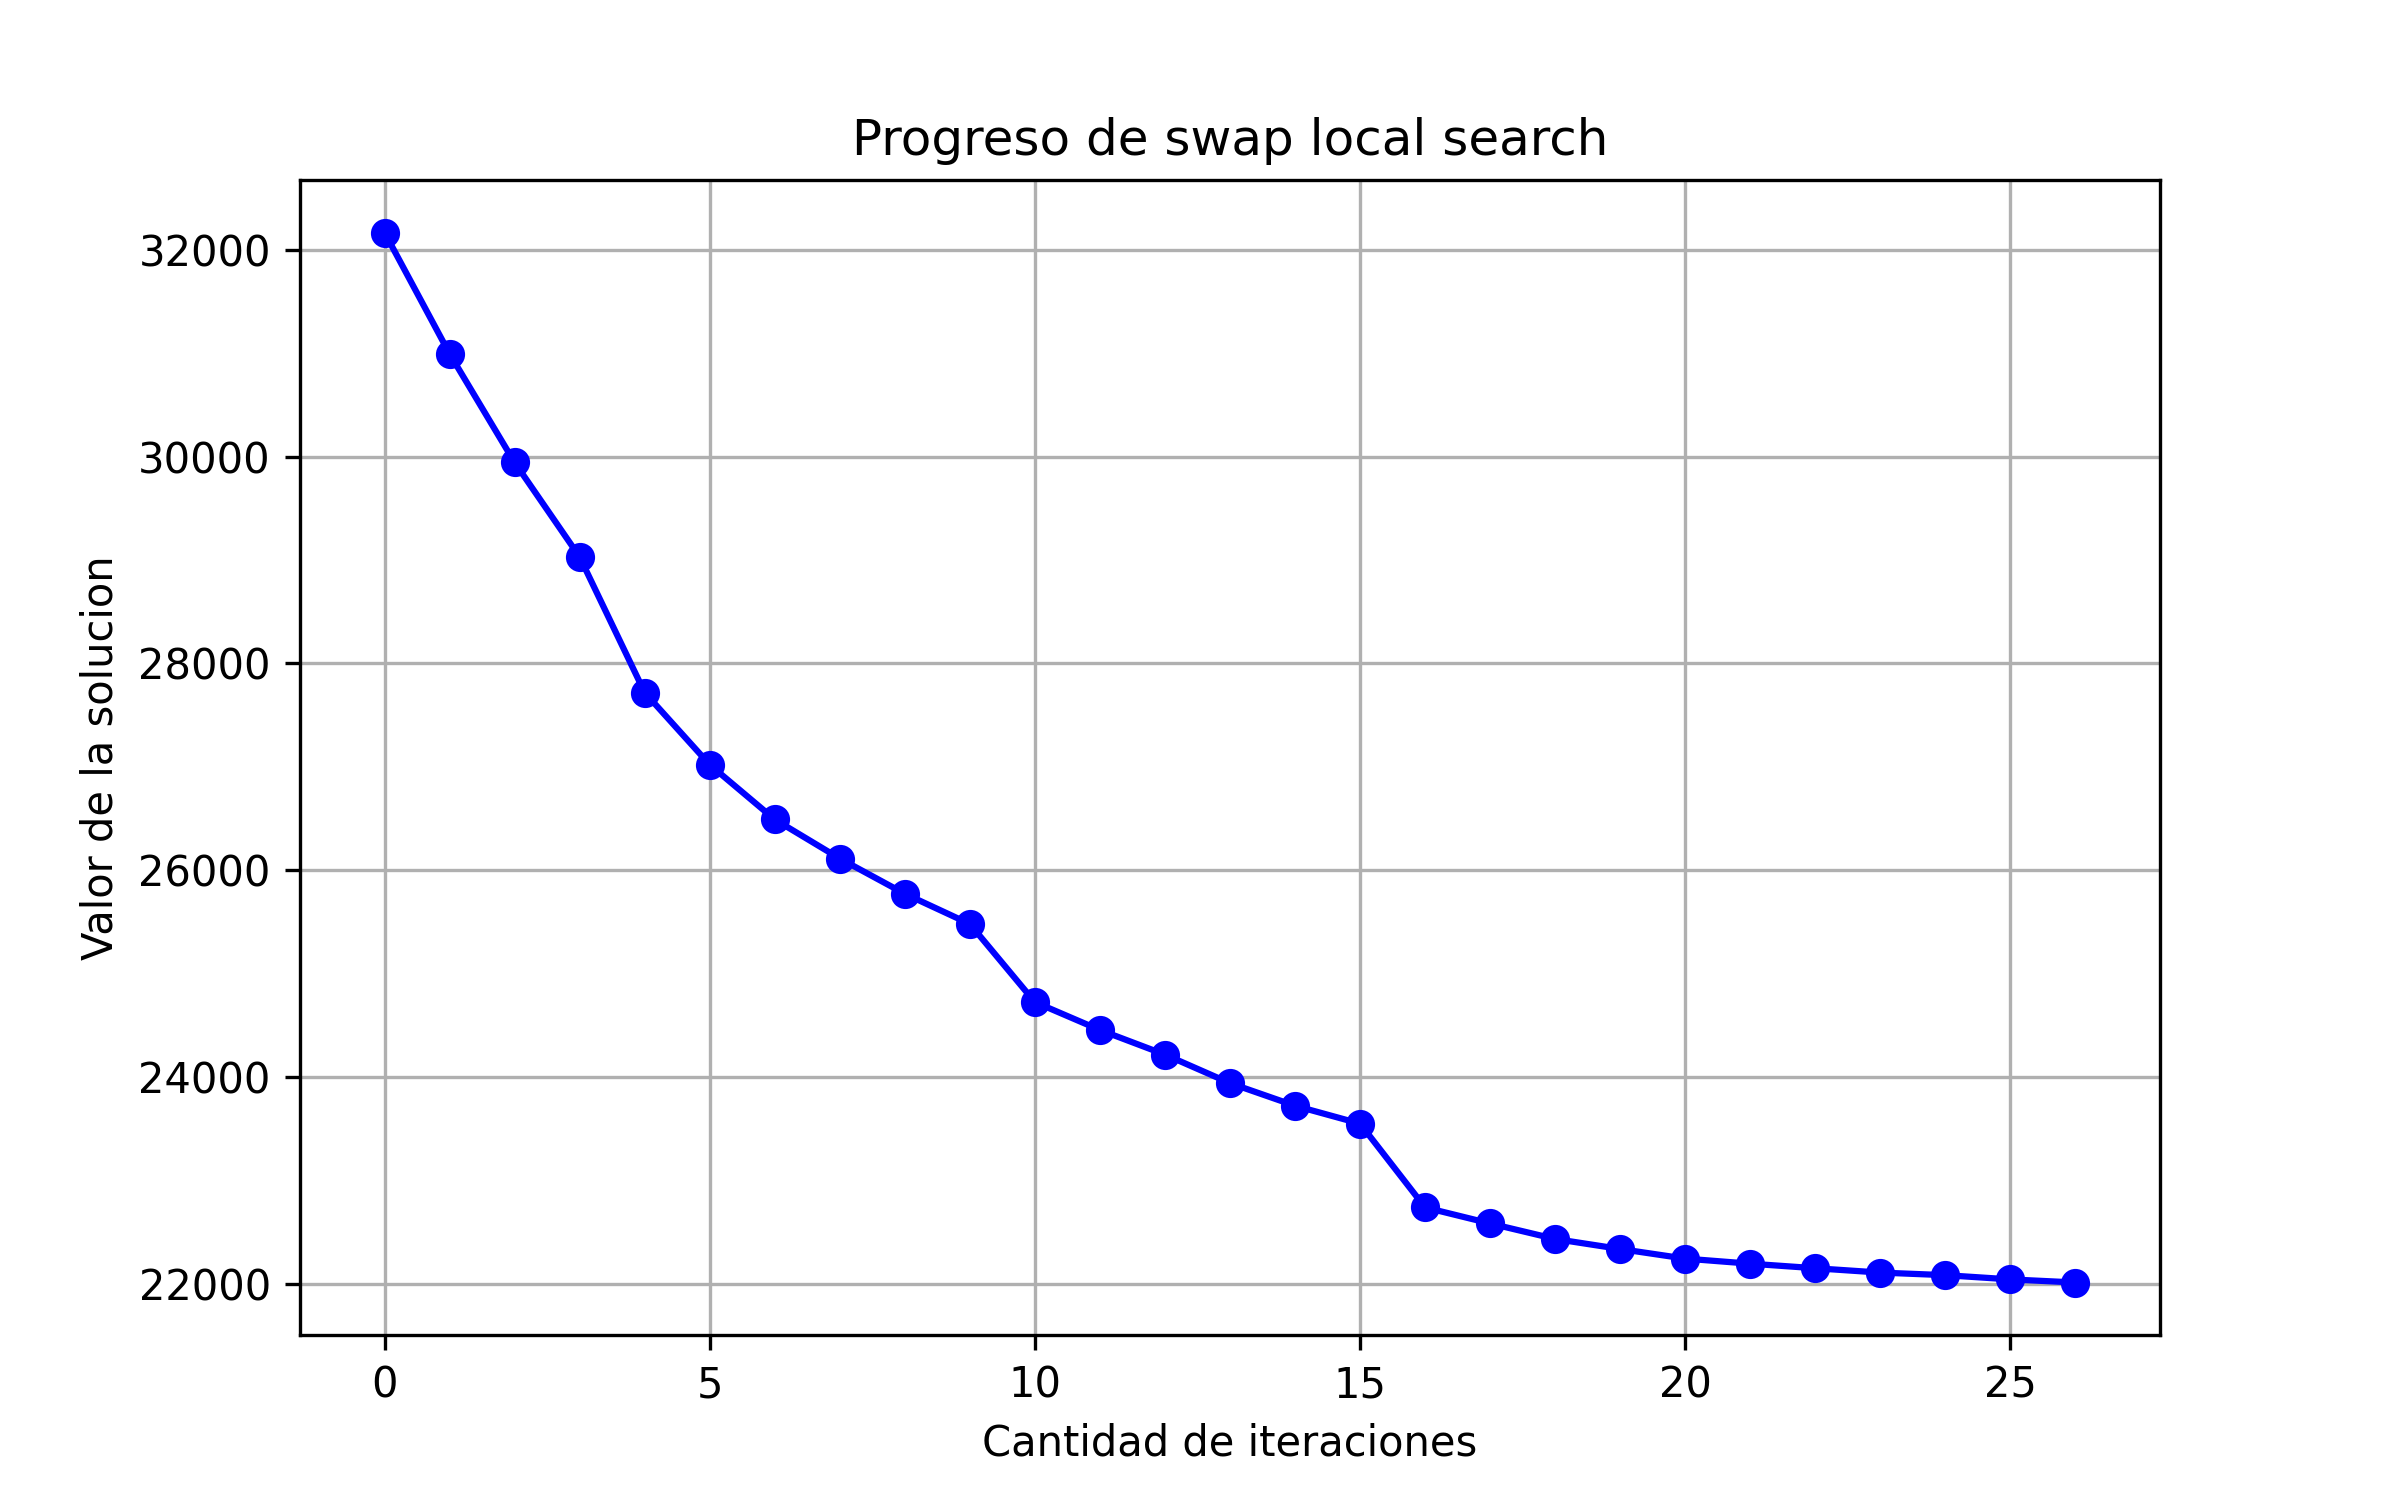 Progreso de swap local search
Valor de la solucion
32000
30000
28000
26000
24000
22000
0 5 10 15 20 25
Cantidad de iteraciones